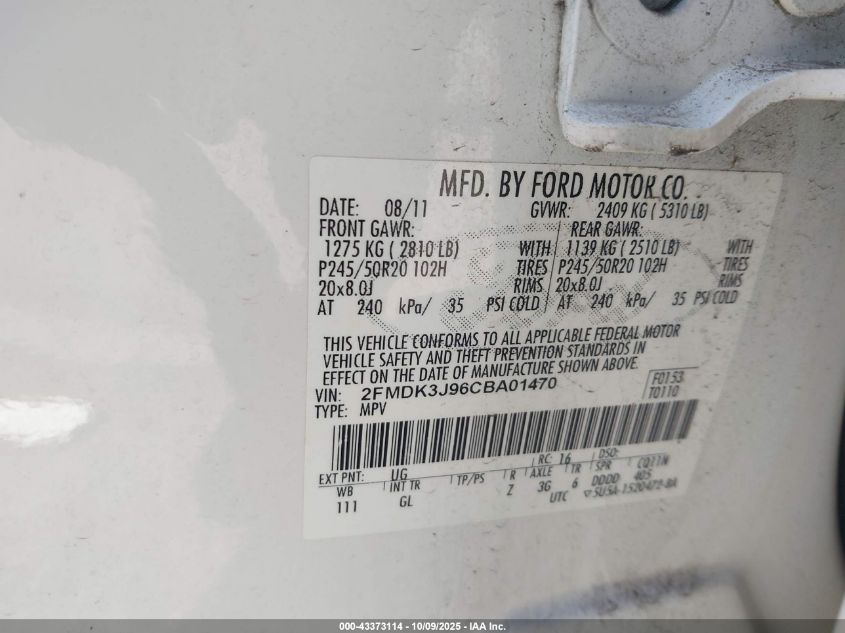 MFD. BY FORD MOTOR CO.
DATE: 08/11 GVWR: 2409 KG ( 5310 LB)
FRONT GAWR: REAR GAWR:
1275 KG ( 2810 LB) WITH 1139 KG ( 2510 LB) WITH
P245/50R20 102H TIRES P245/50R20 102H TIRES
20x8.0J RIMS 20x8.0J RIMS
AT 240 kPa/ 35 PSI COLD AT 240 kPa/ 35 PSI COLD
THIS VEHICLE CONFORMS TO ALL APPLICABLE FEDERAL MOTOR
VEHICLE SAFETY AND THEFT PREVENTION STANDARDS IN
EFFECT ON THE DATE OF MANUFACTURE SHOWN ABOVE.
VIN: 2FMDK3J96CBA01470 F0153
TYPE: MPV T0110
RC: 16 DSO:
EXT PNT: UG CQ11N
WB INT TR TP/PS R AXLE TR SPR
111 GL Z 3G 6 DDDD 405
UTC
000-43373114 - 10/09/2025 - IAA Inc.